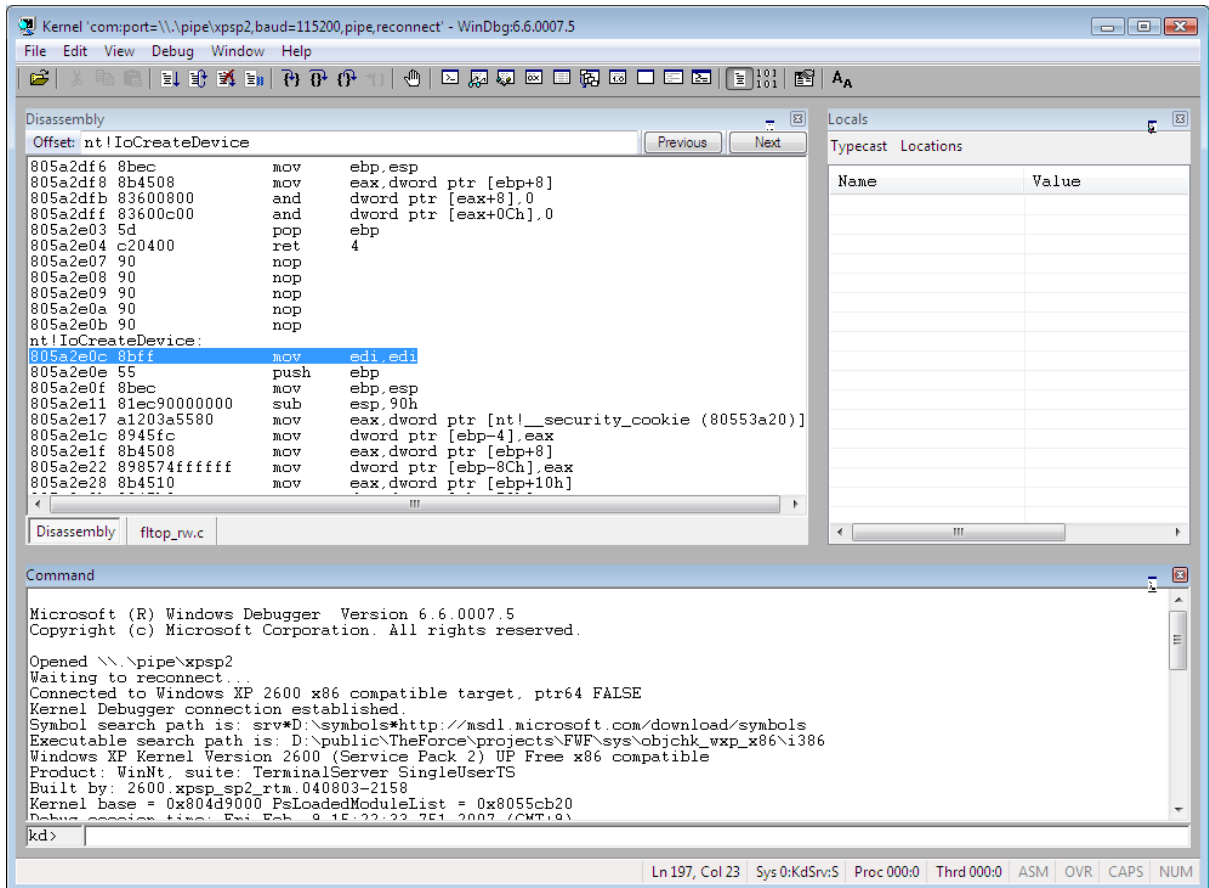 Kernel 'com:port=\\.\pipe\xpsp2,baud=115200,pipe,reconnect' - WinDbg:6.6.0007.5
File Edit View Debug Window Help
Disassembly
Offset: nt!IoCreateDevice Previous Next
805a2df6 8bec mov ebp,esp
805a2df8 8b4508 mov eax,dword ptr [ebp+8]
805a2dfb 83600800 and dword ptr [eax+8],0
805a2dff 83600c00 and dword ptr [eax+0Ch],0
805a2e03 5d pop ebp
805a2e04 c20400 ret 4
805a2e07 90 nop
805a2e08 90 nop
805a2e09 90 nop
805a2e0a 90 nop
805a2e0b 90 nop
nt!IoCreateDevice:
805a2e0c 8bff mov edi,edi
805a2e0e 55 push ebp
805a2e0f 8bec mov ebp,esp
805a2e11 81ec90000000 sub esp,90h
805a2e17 a1203a5580 mov eax,dword ptr [nt!__security_cookie (80553a20)]
805a2e1c 8945fc mov dword ptr [ebp-4],eax
805a2e1f 8b4508 mov eax,dword ptr [ebp+8]
805a2e22 898574ffffff mov dword ptr [ebp-8Ch],eax
805a2e28 8b4510 mov eax,dword ptr [ebp+10h]
Disassembly fltop_rw.c
Locals
Typecast Locations
Name Value
Command
Microsoft (R) Windows Debugger Version 6.6.0007.5
Copyright (c) Microsoft Corporation. All rights reserved.
Opened \\.\pipe\xpsp2
Waiting to reconnect...
Connected to Windows XP 2600 x86 compatible target, ptr64 FALSE
Kernel Debugger connection established.
Symbol search path is: srv*D:\symbols*http://msdl.microsoft.com/download/symbols
Executable search path is: D:\public\TheForce\projects\FWF\sys\objchk_wxp_x86\i386
Windows XP Kernel Version 2600 (Service Pack 2) UP Free x86 compatible
Product: WinNt, suite: TerminalServer SingleUserTS
Built by: 2600.xpsp_sp2_rtm.040803-2158
Kernel base = 0x804d9000 PsLoadedModuleList = 0x8055cb20
Debug session time: Fri Feb 9 15:22:33.751 2007 (GMT+9)
kd>
Ln 197, Col 23 Sys 0:KdSrv:S Proc 000:0 Thrd 000:0 ASM OVR CAPS NUM